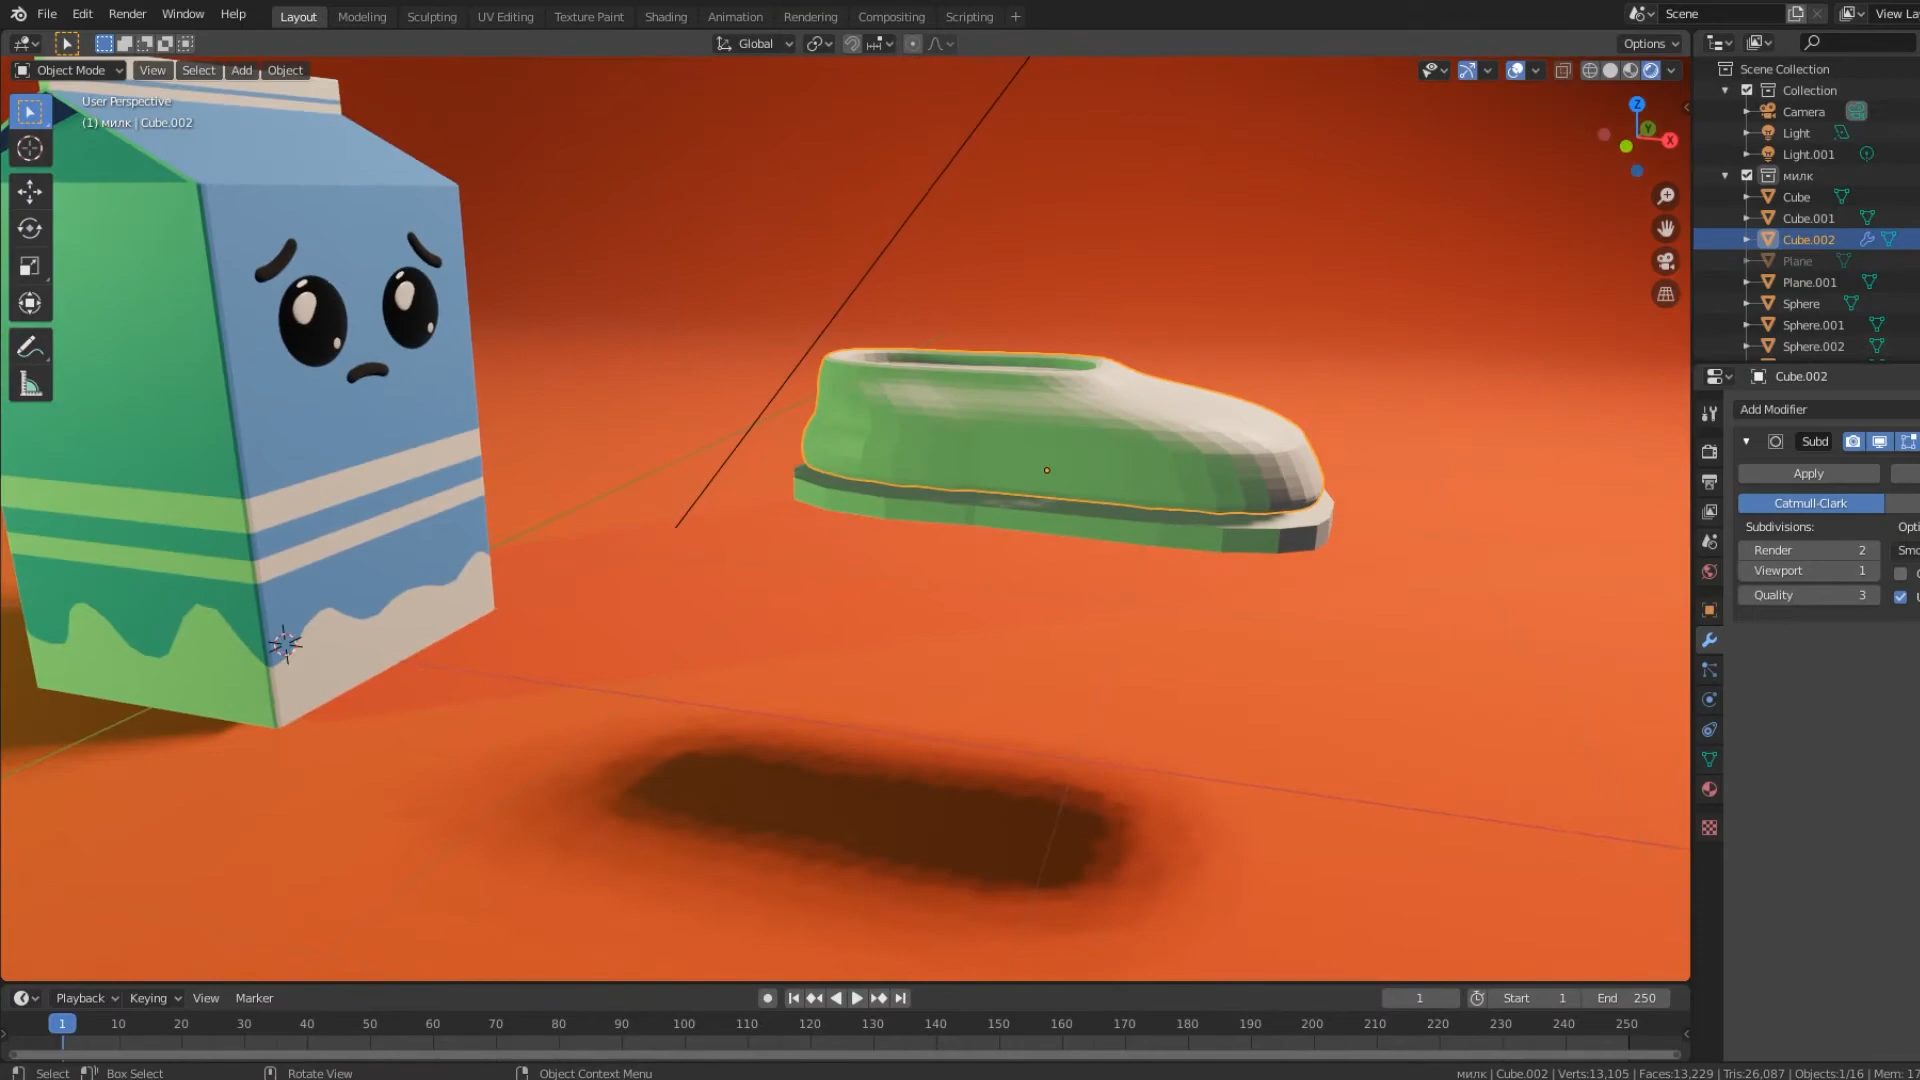 File Edit Render Window Help Layout Modeling Sculpting UV Editing Texture Paint Shading Animation Rendering Compositing Scripting + Scene View La
Global Options
Object Mode View Select Add Object
User Perspective
(1) милк | Cube.002
Z
Y
X
Scene Collection
Collection
Camera
Light
Light.001
милк
Cube
Cube.001
Cube.002
Plane
Plane.001
Sphere
Sphere.001
Sphere.002
Cube.002
Add Modifier
Subd
Apply
Catmull-Clark
Subdivisions: Opti
Render 2 Smo
Viewport 1
Quality 3
Playback Keying View Marker 1 Start 1 End 250
1 10 20 30 40 50 60 70 80 90 100 110 120 130 140 150 160 170 180 190 200 210 220 230 240 250
Select Box Select Rotate View Object Context Menu милк | Cube.002 | Verts:13,105 | Faces:13,229 | Tris:26,087 | Objects:1/16 | Mem: 17